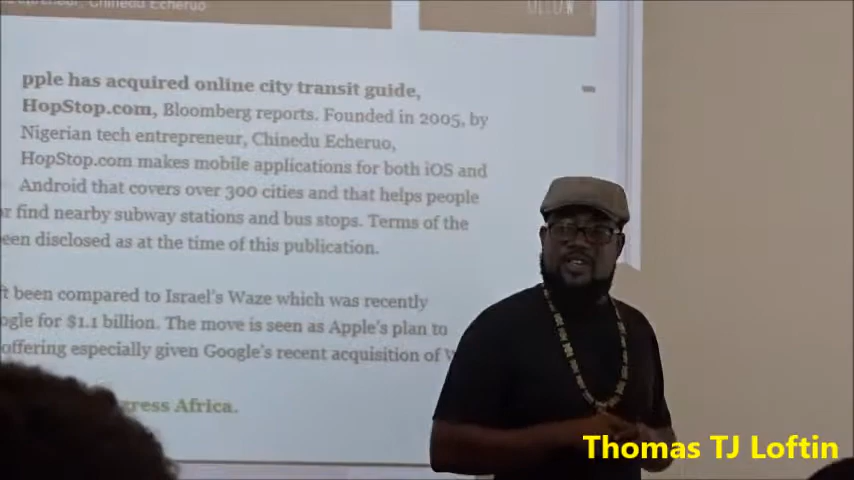 Chinedu Echeruo
pple has acquired online city transit guide,
HopStop.com, Bloomberg reports. Founded in 2005, by
Nigerian tech entrepreneur, Chinedu Echeruo,
HopStop.com makes mobile applications for both iOS and
Android that covers over 300 cities and that helps people
find nearby subway stations and bus stops. Terms of the
een disclosed as at the time of this publication.
t been compared to Israel's Waze which was recently
ogle for $1.1 billion. The move is seen as Apple's plan to
offering especially given Google's recent acquisition of W
gress Africa.
Thomas TJ Loftin